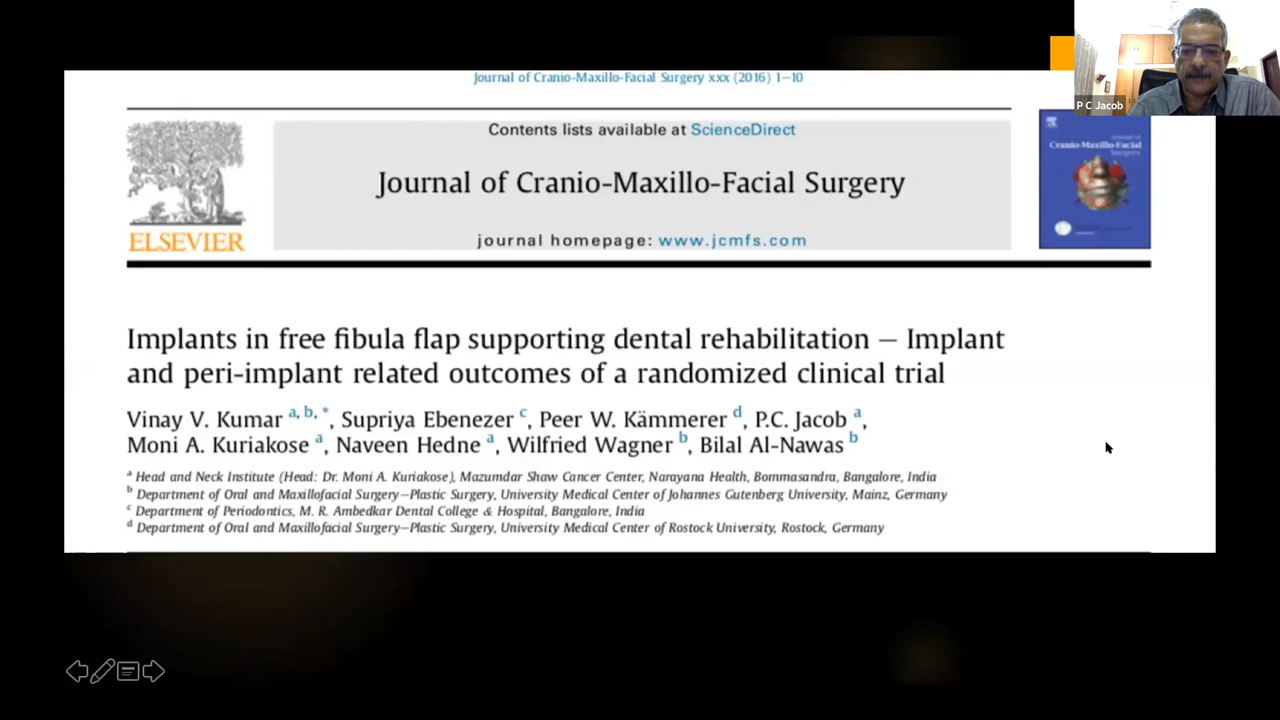 Journal of Cranio-Maxillo-Facial Surgery xxx (2016) 1–10
P C Jacob
Contents lists available at ScienceDirect
Journal of Cranio-Maxillo-Facial Surgery
journal homepage: www.jcmfs.com
ELSEVIER
Cranio-Maxillo-Facial
Surgery
Implants in free fibula flap supporting dental rehabilitation – Implant
and peri-implant related outcomes of a randomized clinical trial
Vinay V. Kumar a, b, *, Supriya Ebenezer c, Peer W. Kämmerer d, P.C. Jacob a,
Moni A. Kuriakose a, Naveen Hedne a, Wilfried Wagner b, Bilal Al-Nawas b
a Head and Neck Institute (Head: Dr. Moni A. Kuriakose), Mazumdar Shaw Cancer Center, Narayana Health, Bommasandra, Bangalore, India
b Department of Oral and Maxillofacial Surgery–Plastic Surgery, University Medical Center of Johannes Gutenberg University, Mainz, Germany
c Department of Periodontics, M. R. Ambedkar Dental College & Hospital, Bangalore, India
d Department of Oral and Maxillofacial Surgery–Plastic Surgery, University Medical Center of Rostock University, Rostock, Germany